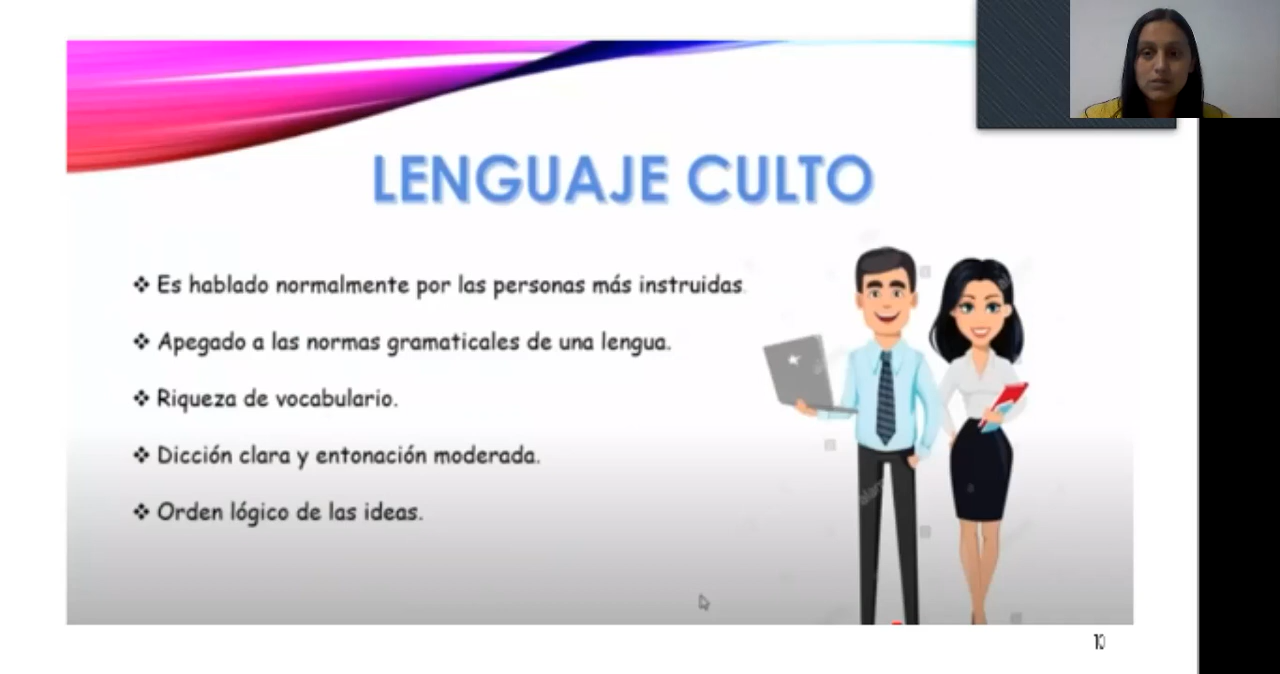 LENGUAJE CULTO
❖ Es hablado normalmente por las personas más instruidas.
❖ Apegado a las normas gramaticales de una lengua.
❖ Riqueza de vocabulario.
❖ Dicción clara y entonación moderada.
❖ Orden lógico de las ideas.